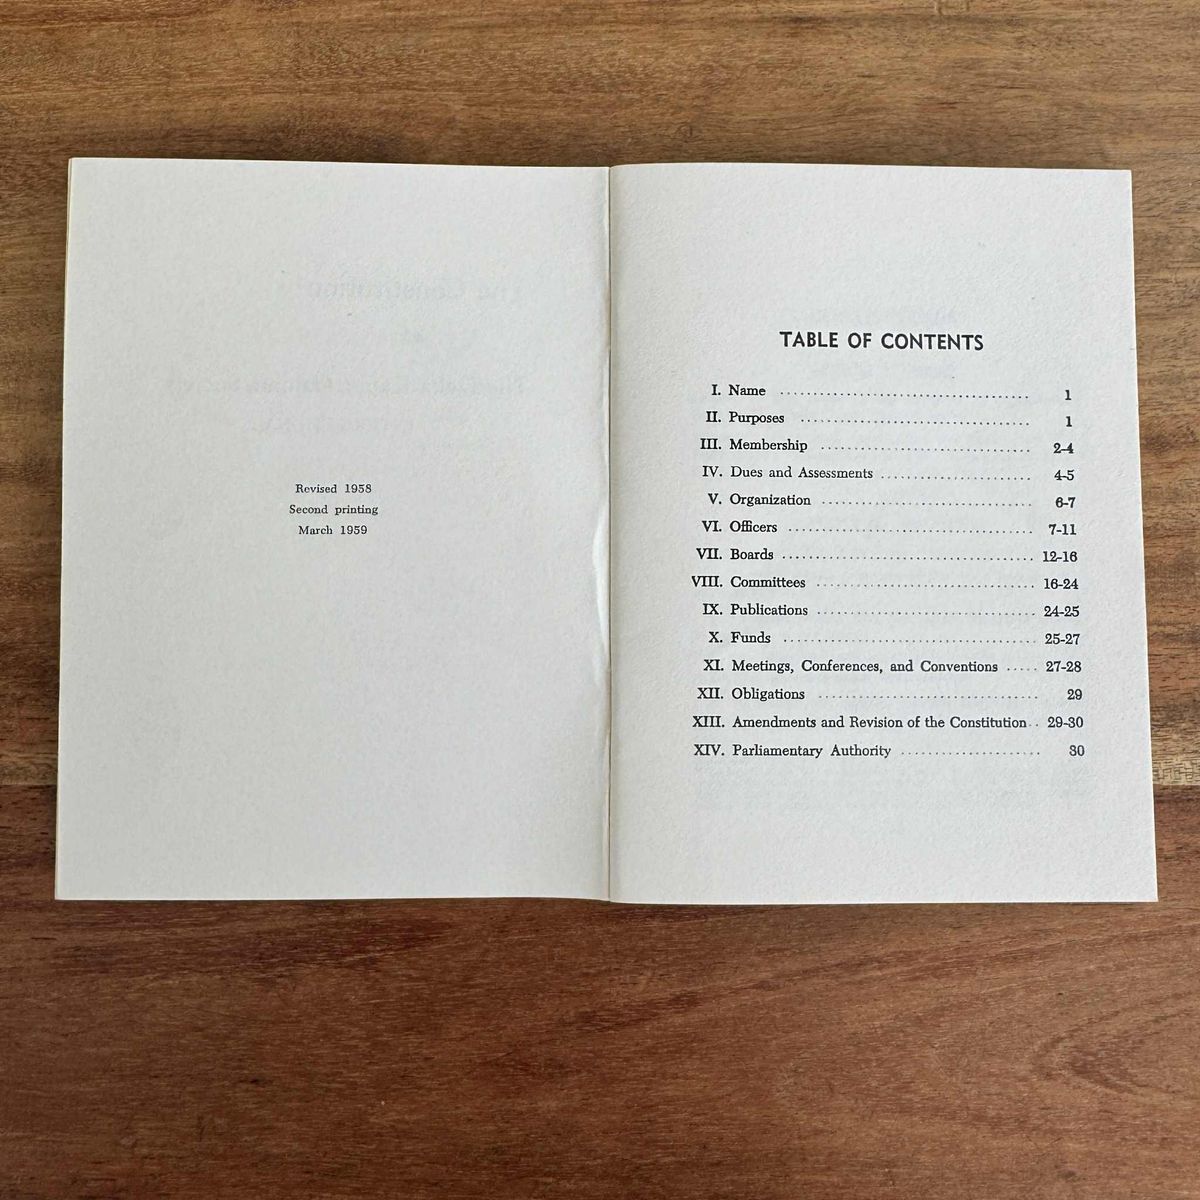 Revised 1958
Second printing
March 1959
TABLE OF CONTENTS
I. Name ..................................... 1
II. Purposes .................................. 1
III. Membership ............................... 2-4
IV. Dues and Assessments ...................... 4-5
V. Organization ............................... 6-7
VI. Officers .................................... 7-11
VII. Boards ..................................... 12-16
VIII. Committees ................................ 16-24
IX. Publications ................................ 24-25
X. Funds ..................................... 25-27
XI. Meetings, Conferences, and Conventions ..... 27-28
XII. Obligations ................................. 29
XIII. Amendments and Revision of the Constitution.. 29-30
XIV. Parliamentary Authority ..................... 30